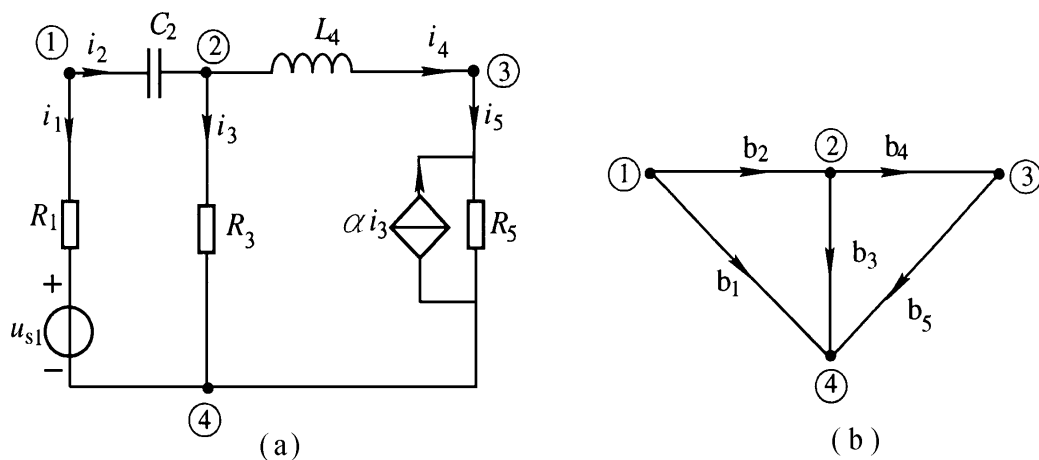 ① i₂ C₂ ② L₄ i₄ ③
i₁ i₃ i₅
R₁ R₃ αi₃ R₅
+
u_s1
−
④
(a)
① b₂ ② b₄ ③
b₁ b₃ b₅
④
(b)